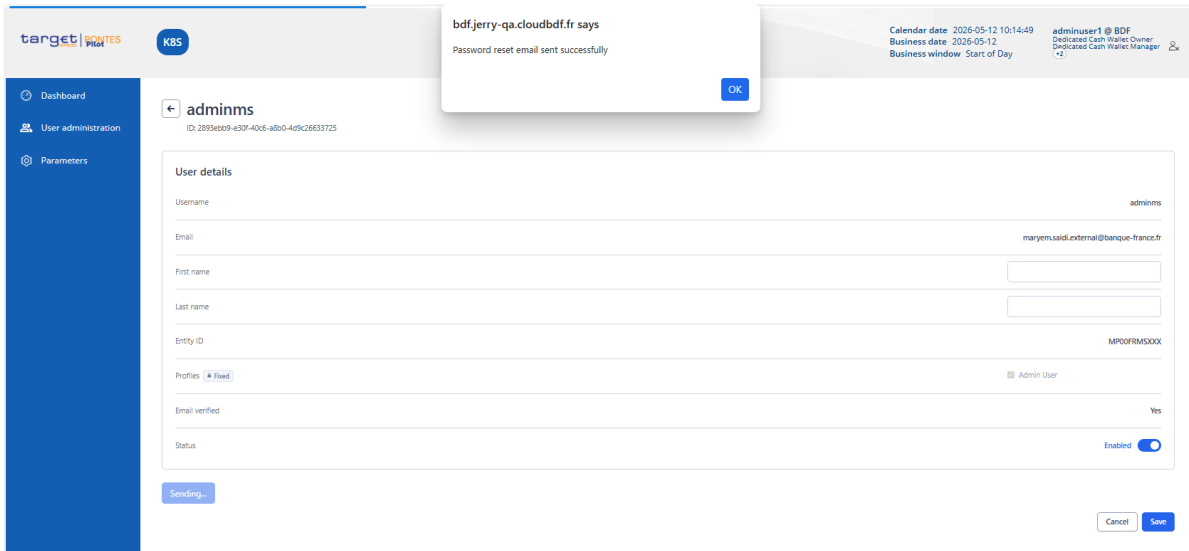 bdf.jerry-qa.cloudbdf.fr says
Password reset email sent successfully
OK
target | PONTES
Pilot
K8S
Calendar date 2026-05-12 10:14:49
Business date 2026-05-12
Business window Start of Day
adminuser1 @ BDF
Dedicated Cash Wallet Owner
Dedicated Cash Wallet Manager
+2
Dashboard
User administration
Parameters
adminms
ID: 2893ebb9-e30f-40c6-a8b0-4d9c26633725
User details
Username adminms
Email maryem.saidi.external@banque-france.fr
First name
Last name
Entity ID MP00FRMSXXX
Profiles Fixed Admin User
Email verified Yes
Status Enabled
Sending...
Cancel Save